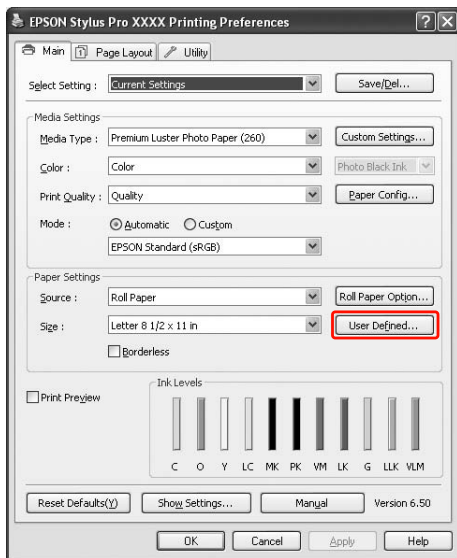 EPSON Stylus Pro XXXX Printing Preferences
Main Page Layout Utility
Select Setting : Current Settings Save/Del...
Media Settings
Media Type : Premium Luster Photo Paper (260) Custom Settings...
Color : Color Photo Black Ink
Print Quality : Quality Paper Config...
Mode : Automatic Custom
EPSON Standard (sRGB)
Paper Settings
Source : Roll Paper Roll Paper Option...
Size : Letter 8 1/2 x 11 in User Defined...
Borderless
Print Preview
Ink Levels
C O Y LC MK PK VM LK G LLK VLM
Reset Defaults(Y) Show Settings... Manual Version 6.50
OK Cancel Apply Help